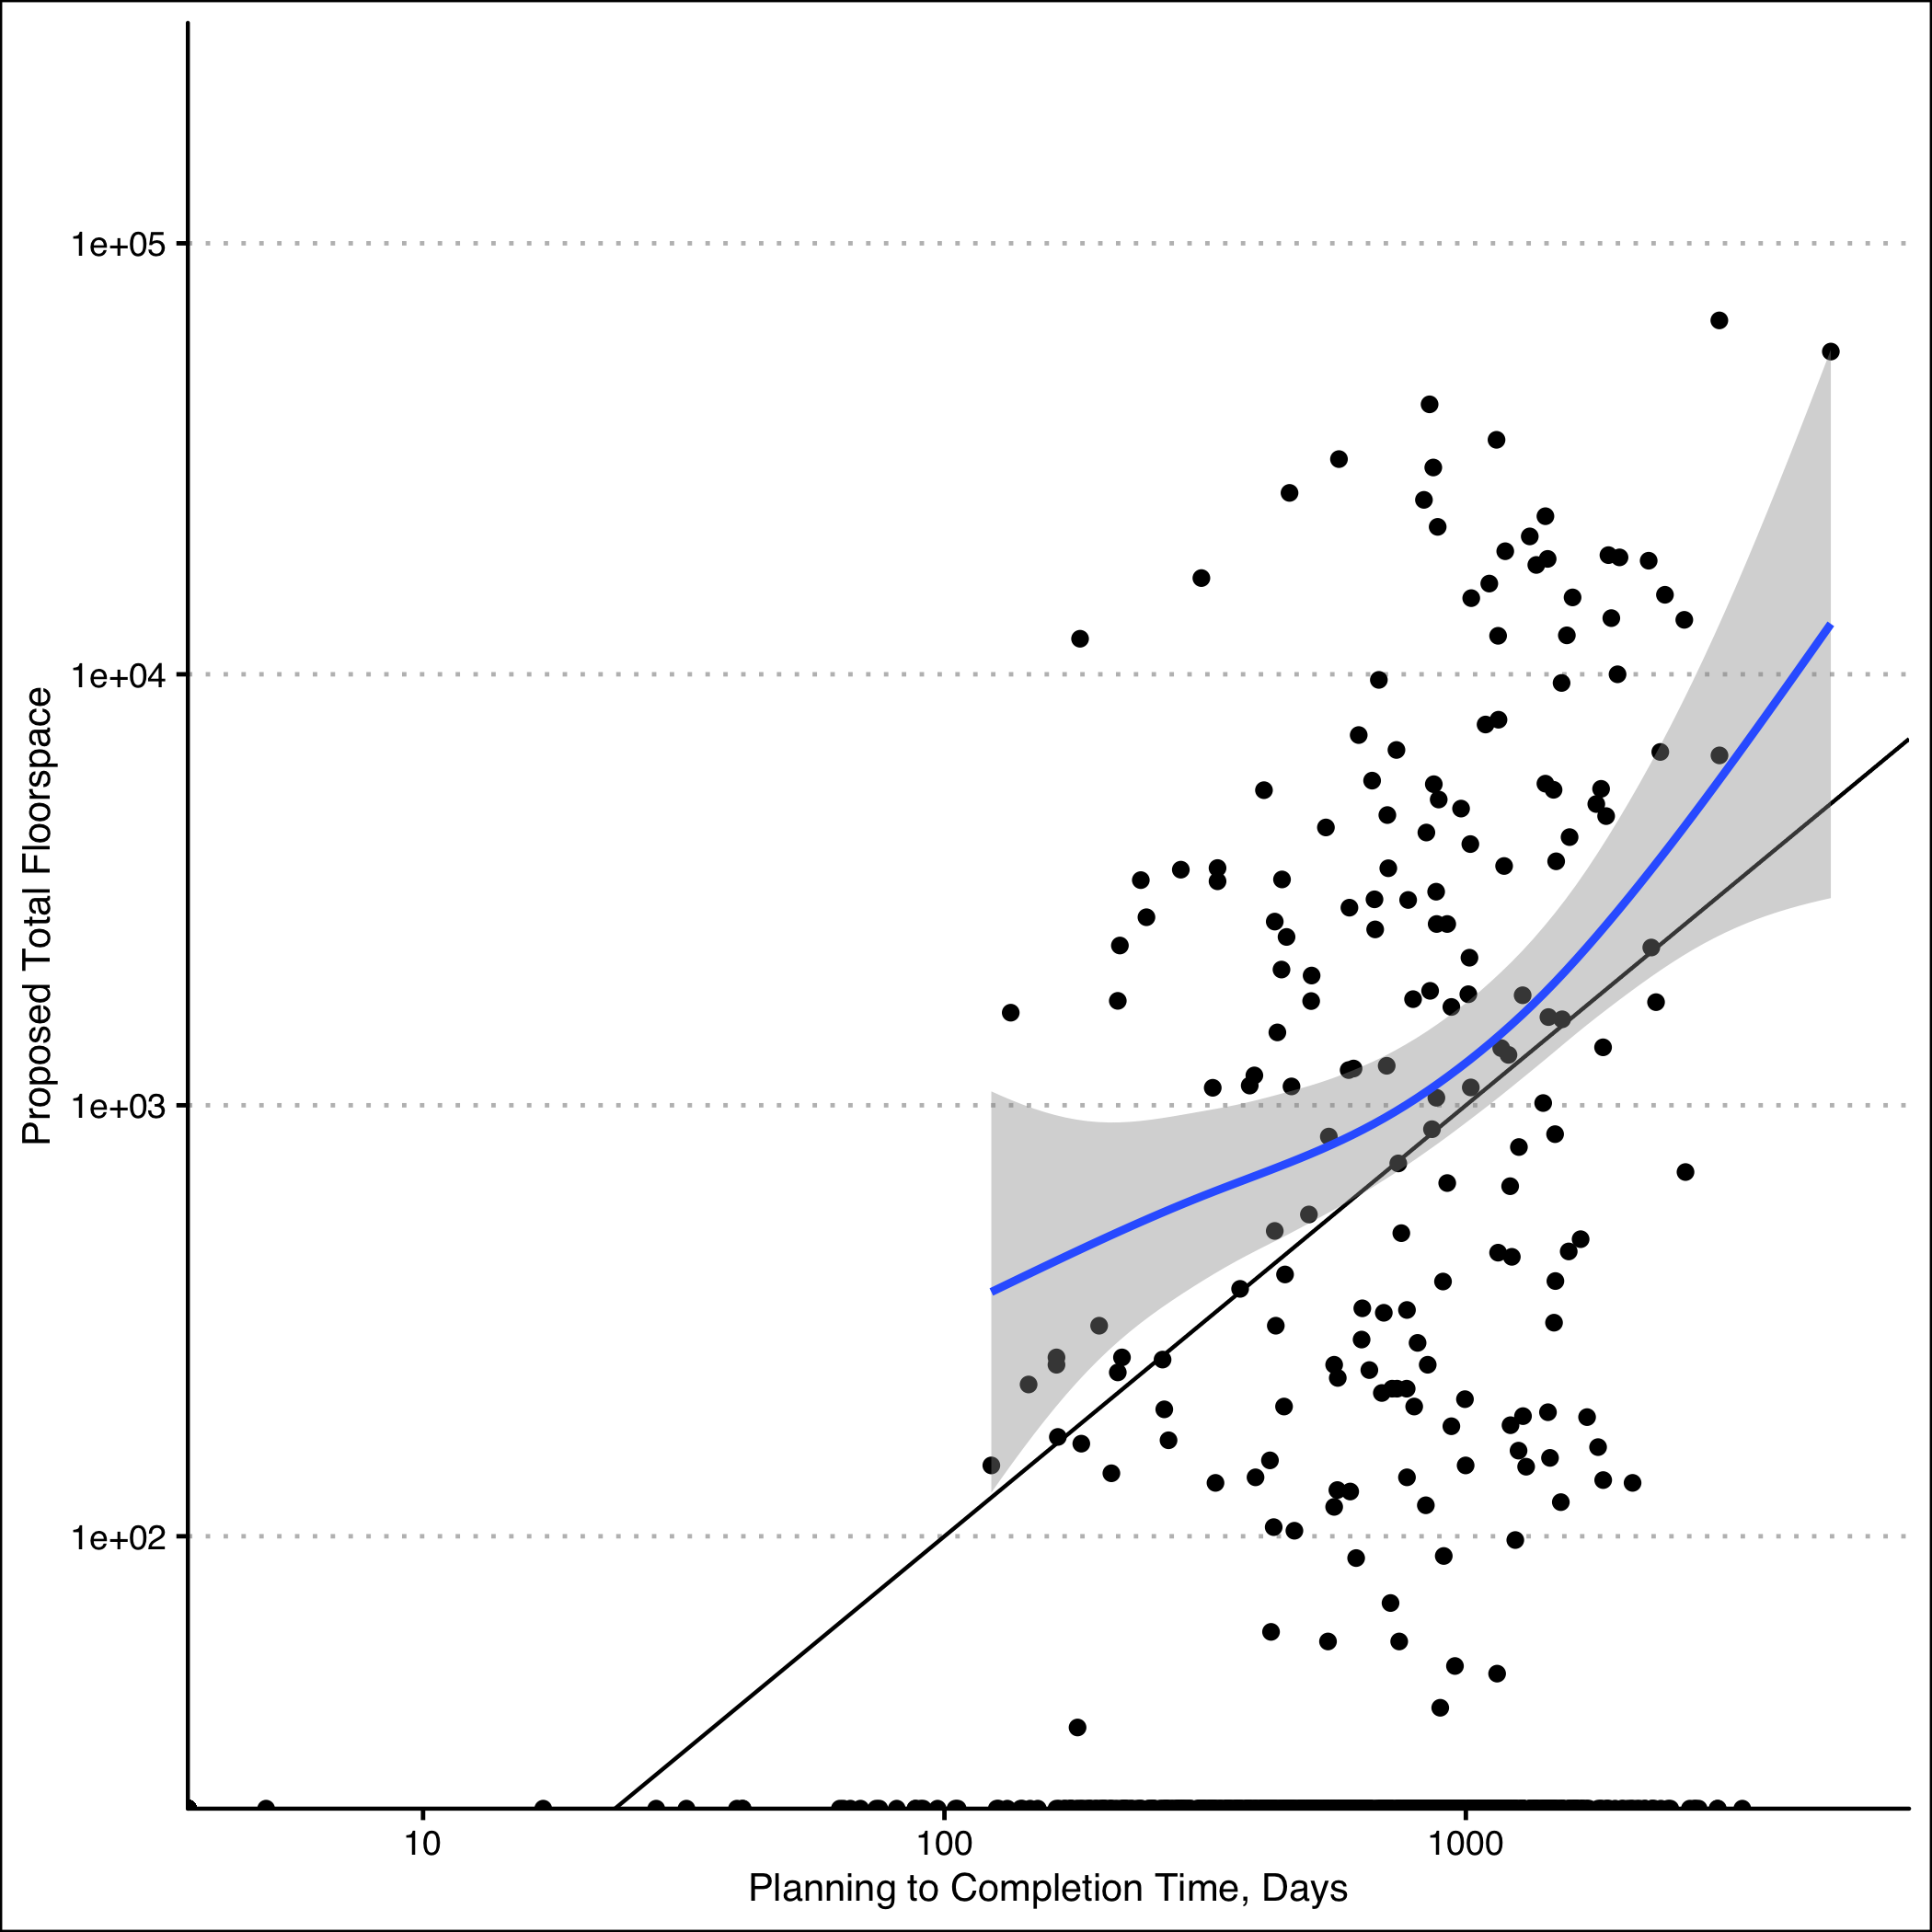 1e+05
1e+04
1e+03
1e+02
Proposed Total Floorspace
10 100 1000
Planning to Completion Time, Days